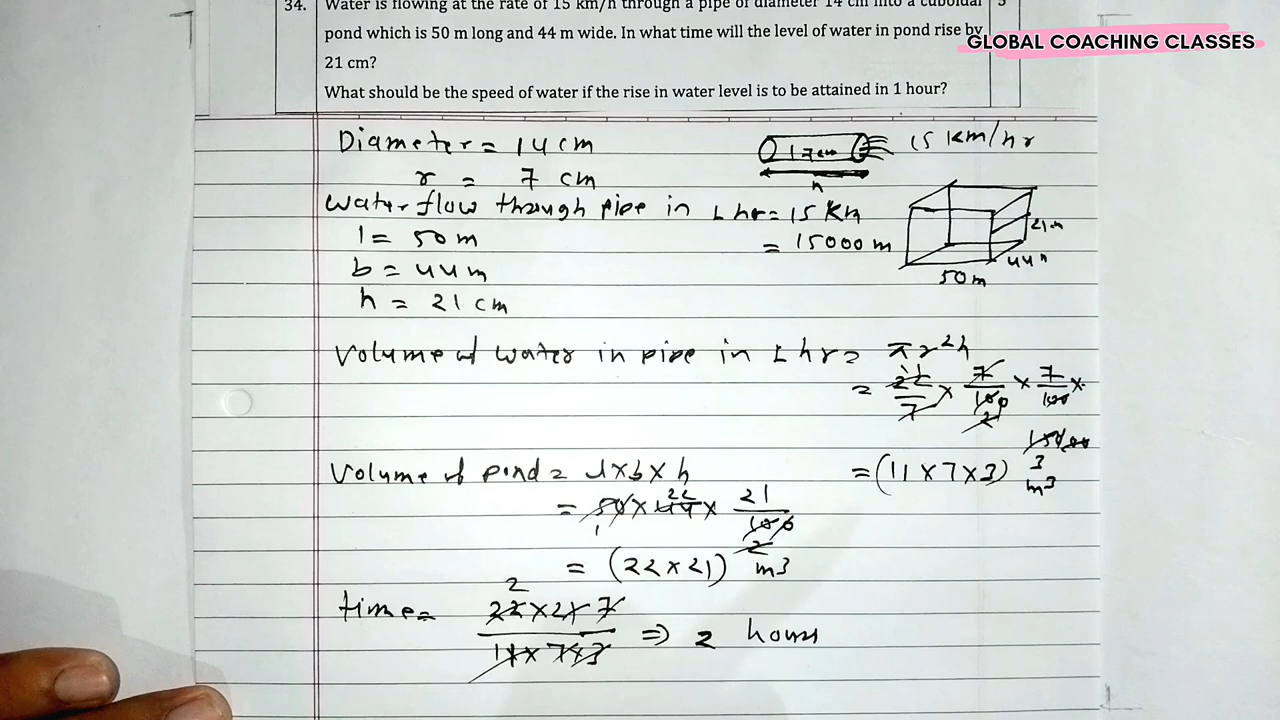 34. Water is flowing at the rate of 15 km/h through a pipe of diameter 14 cm into a cuboidal 3
pond which is 50 m long and 44 m wide. In what time will the level of water in pond rise by
GLOBAL COACHING CLASSES
21 cm?
What should be the speed of water if the rise in water level is to be attained in 1 hour?
Diameter = 14 cm
15 km/hr
r = 7 cm
h
water flow through pipe in 1 hr = 15 km
= 15000 m
l = 50 m
b = 44 m
h = 21 cm
50 m
Volume of water in pipe in 1 hr = πr²h
= 22/7 × 7/100 × 7/100 × 15000
= (11 × 7 × 3) m3
Volume of pond = l × b × h
= 50 × 44 × 21/100
= (22 × 21) m3
time = 22 × 21 / 11 × 7 × 3 ⇒ 2 hours